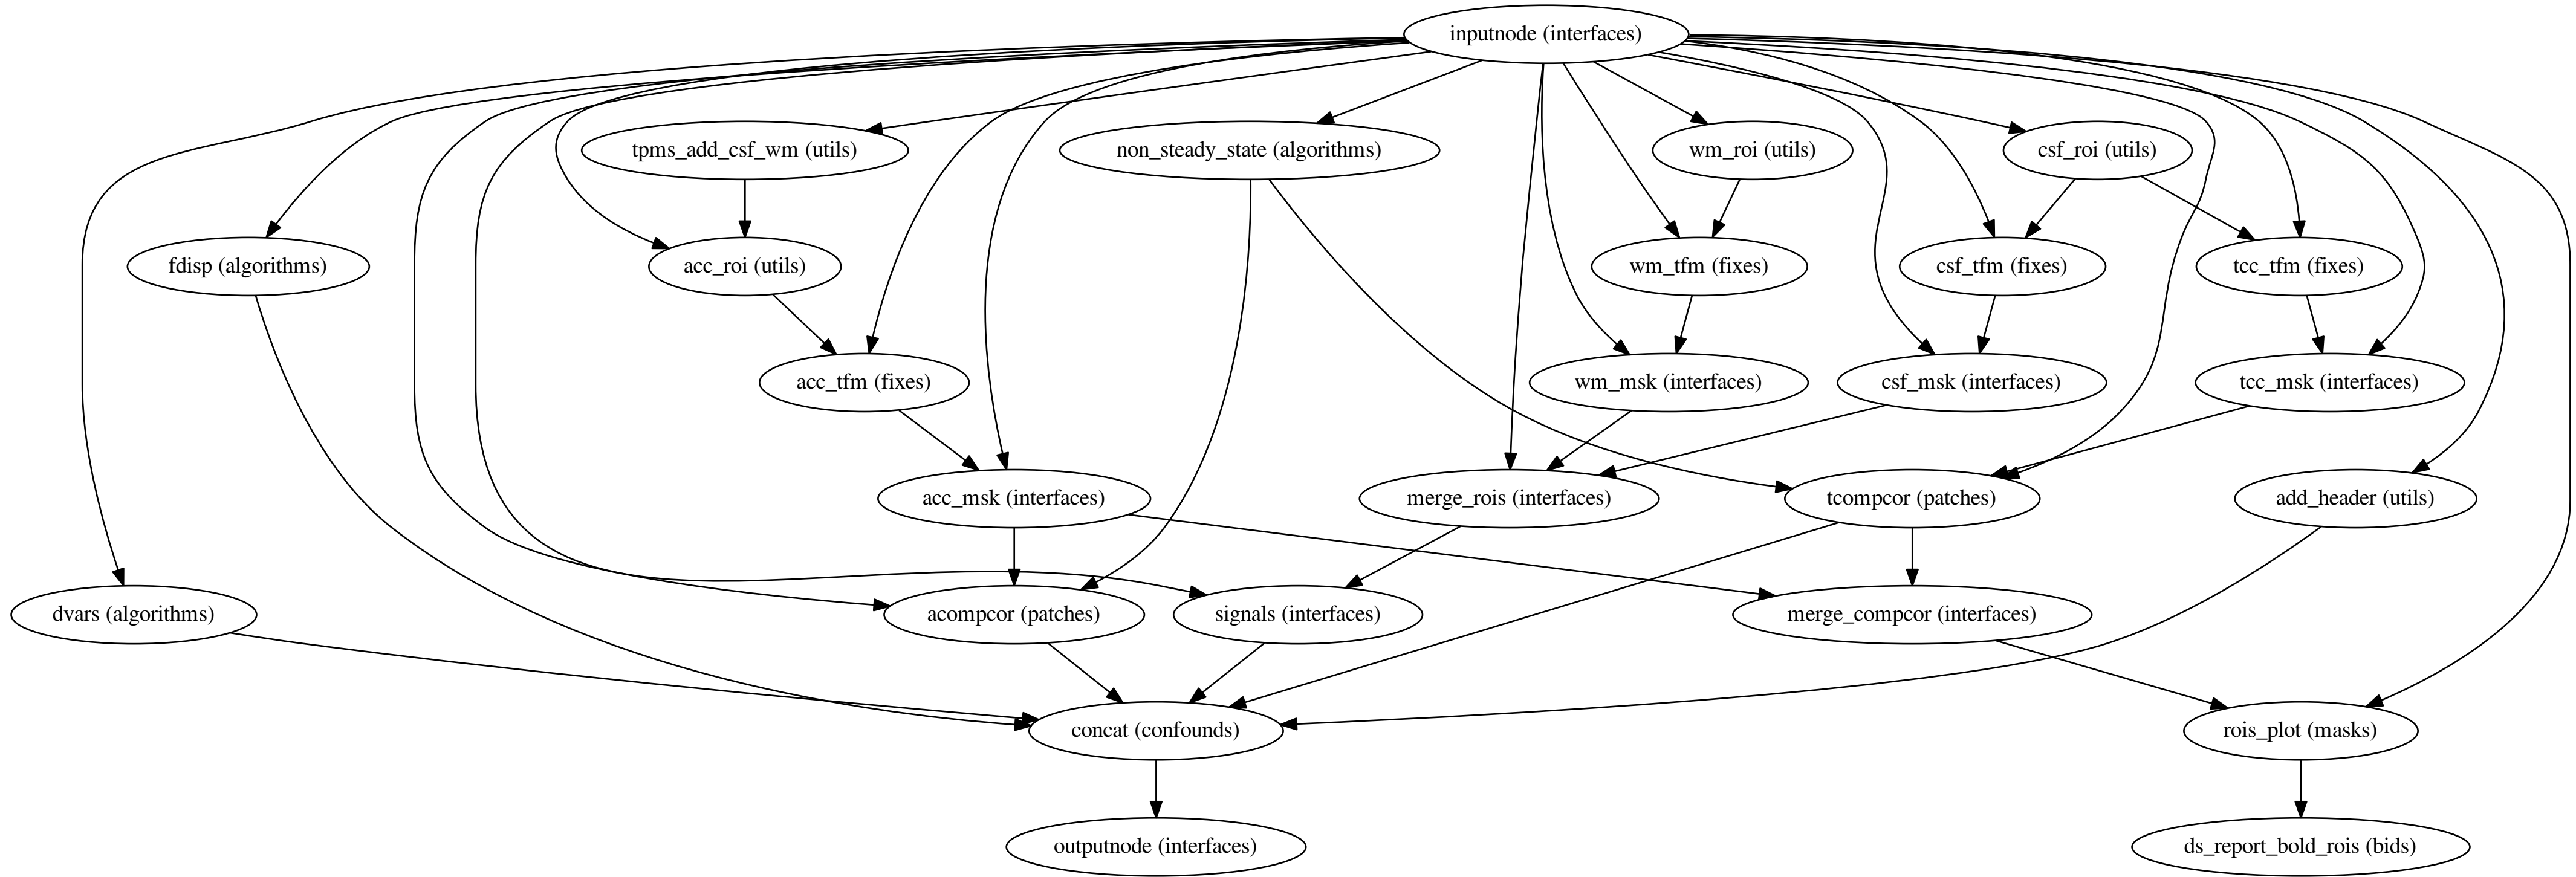 inputnode (interfaces)
tpms_add_csf_wm (utils)
non_steady_state (algorithms)
wm_roi (utils)
csf_roi (utils)
fdisp (algorithms)
acc_roi (utils)
wm_tfm (fixes)
csf_tfm (fixes)
tcc_tfm (fixes)
acc_tfm (fixes)
wm_msk (interfaces)
csf_msk (interfaces)
tcc_msk (interfaces)
acc_msk (interfaces)
merge_rois (interfaces)
tcompcor (patches)
add_header (utils)
dvars (algorithms)
acompcor (patches)
signals (interfaces)
merge_compcor (interfaces)
concat (confounds)
rois_plot (masks)
outputnode (interfaces)
ds_report_bold_rois (bids)